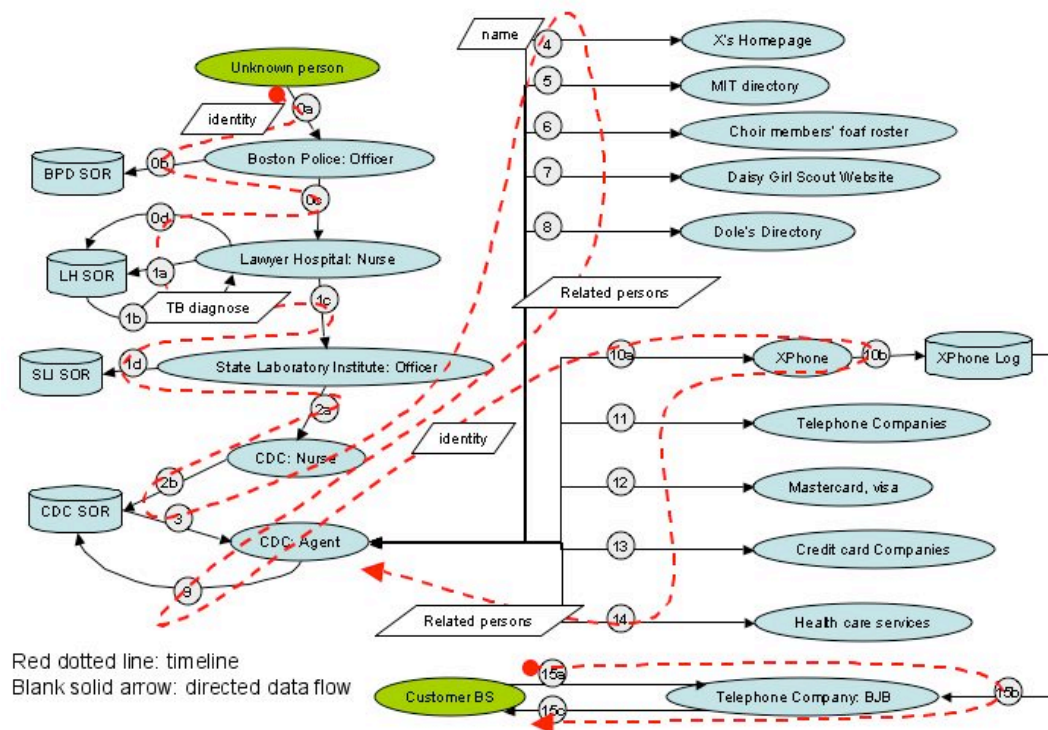 name
4
X's Homepage
Unknown person
5
MIT directory
0a
identity
6
Choir members' foaf roster
0b
Boston Police: Officer
BPD SOR
7
Daisy Girl Scout Website
0c
0d
8
Dole's Directory
Lawyer Hospital: Nurse
LH SOR
1a
Related persons
1c
TB diagnose
1b
10a
XPhone
10b
XPhone Log
SLI SOR
1d
State Laboratory Institute: Officer
2a
11
Telephone Companies
identity
CDC: Nurse
2b
12
Mastercard, visa
CDC SOR
3
CDC: Agent
13
Credit card Companies
9
Related persons
14
Health care services
Red dotted line: timeline
Blank solid arrow: directed data flow
15a
Customer BS
Telephone Company: BJB
15b
15c